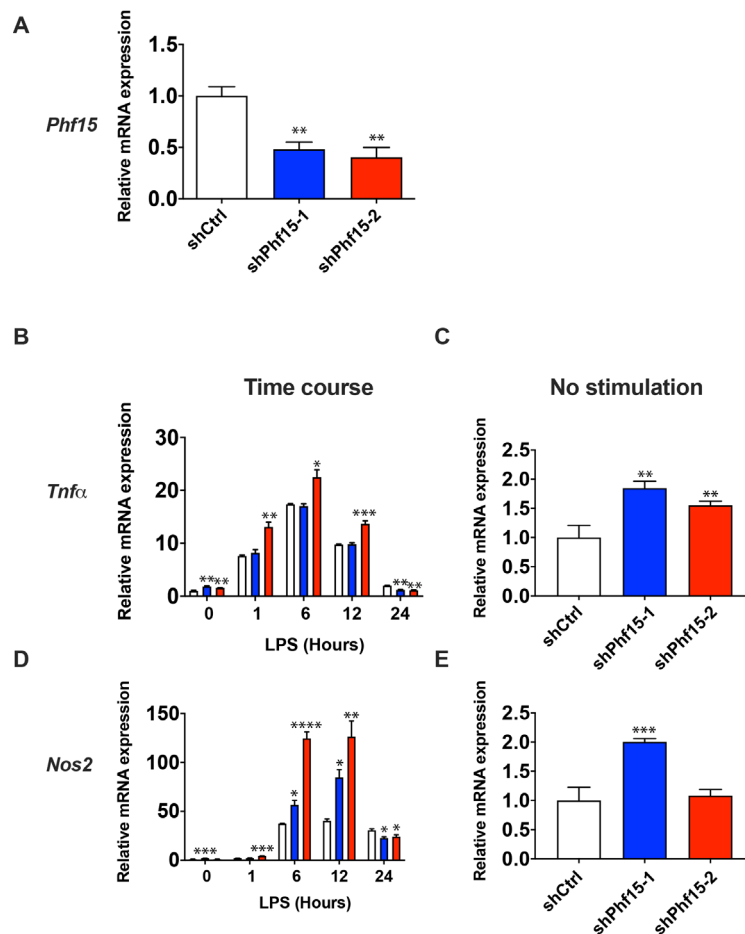 A
Phf15
Relative mRNA expression
1.5
1.0
0.5
0.0
**
**
shCtrl
shPhf15-1
shPhf15-2
B
C
Time course
No stimulation
Tnfα
Relative mRNA expression
30
20
10
0
**
**
**
*
***
**
**
0
1
6
12
24
LPS (Hours)
Relative mRNA expression
2.5
2.0
1.5
1.0
0.5
0.0
**
**
shCtrl
shPhf15-1
shPhf15-2
D
E
Nos2
Relative mRNA expression
150
100
50
0
***
***
*
****
*
**
*
*
0
1
6
12
24
LPS (Hours)
Relative mRNA expression
2.5
2.0
1.5
1.0
0.5
0.0
***
shCtrl
shPhf15-1
shPhf15-2